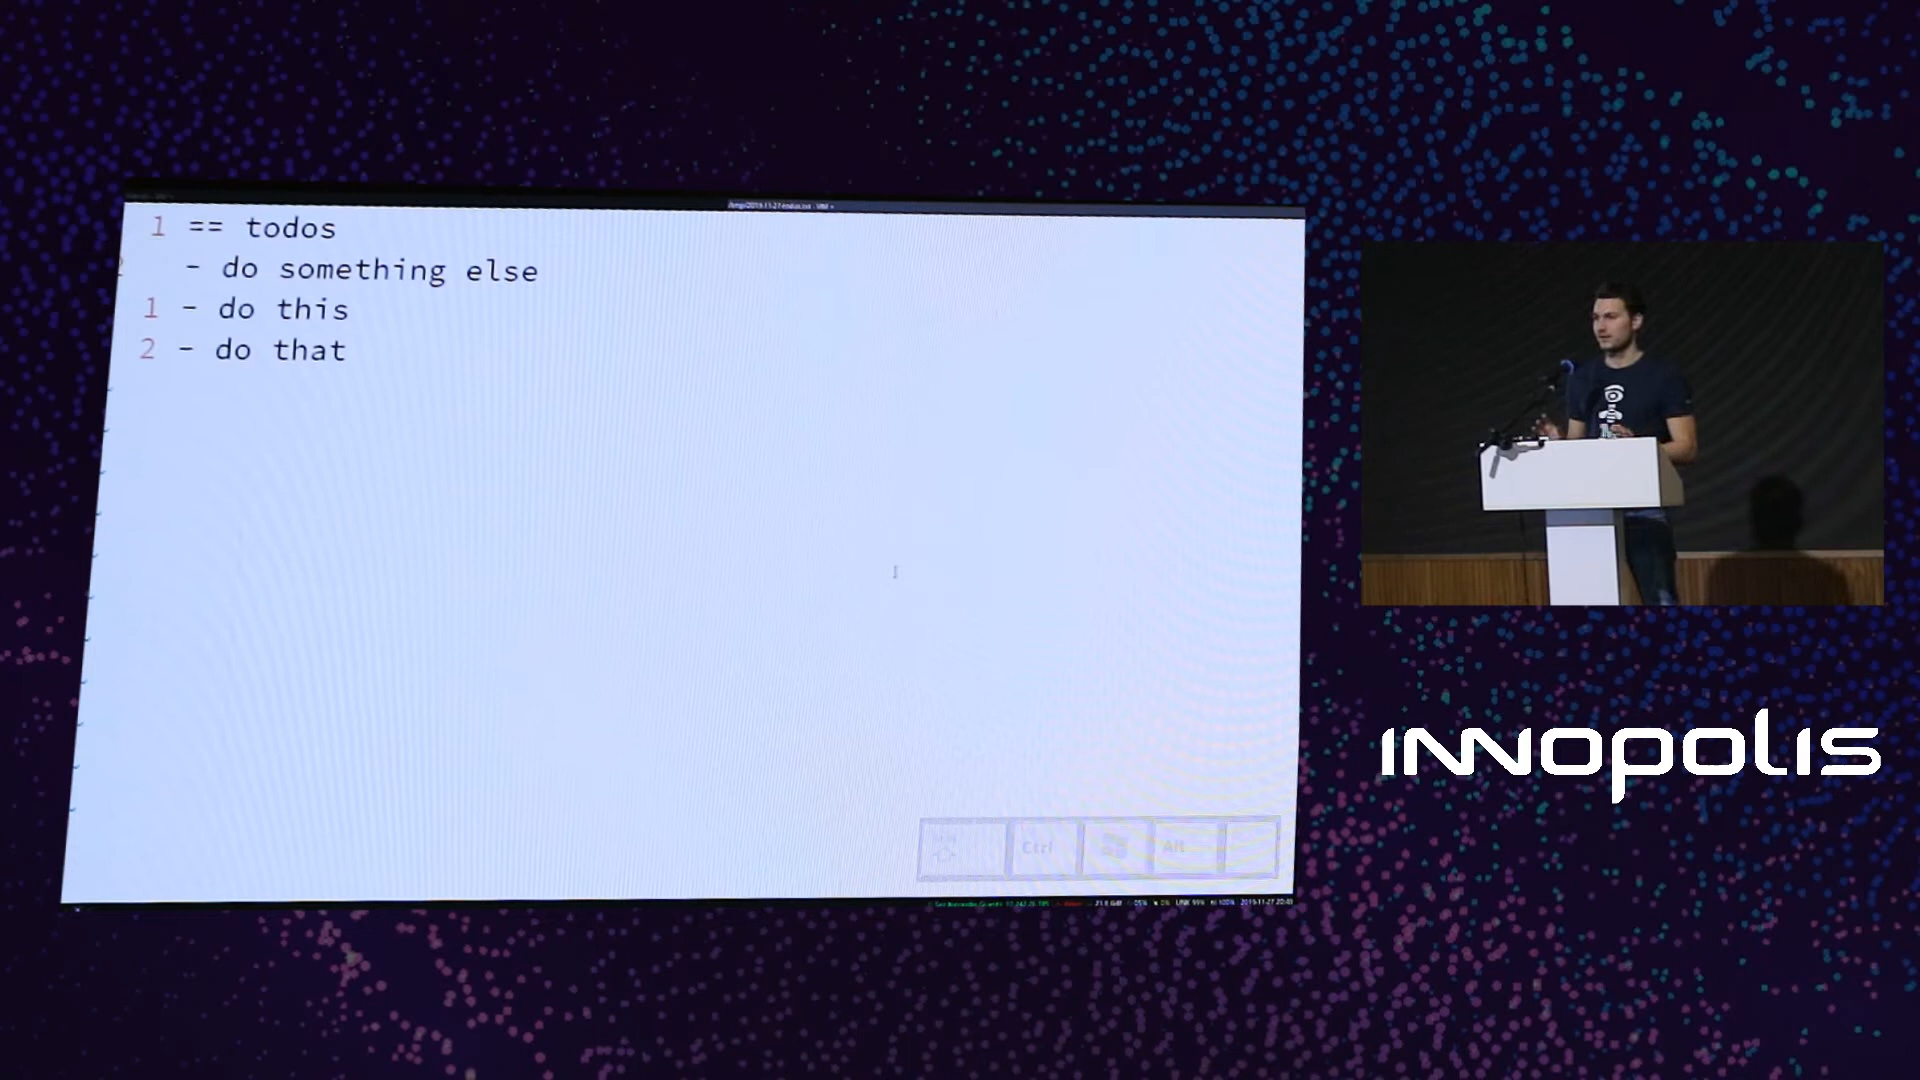 1 == todos
- do something else
1 - do this
2 - do that
Ctrl
Alt
INNOPOLIS